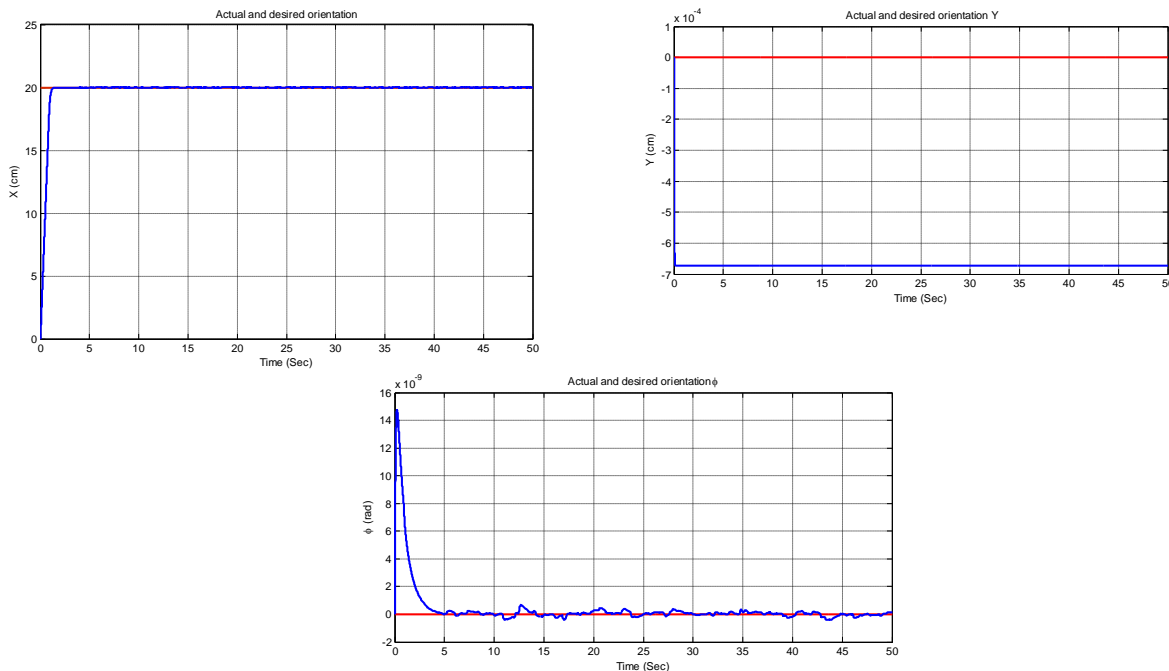 Actual and desired orientation
25
20
15
10
5
0
X (cm)
0 5 10 15 20 25 30 35 40 45 50
Time (Sec)
Actual and desired orientation Y
x 10-4
1
0
-1
-2
-3
-4
-5
-6
-7
Y (cm)
0 5 10 15 20 25 30 35 40 45 50
Time (Sec)
Actual and desired orientationϕ
x 10-9
16
14
12
10
8
6
4
2
0
-2
ϕ (rad)
0 5 10 15 20 25 30 35 40 45 50
Time (Sec)